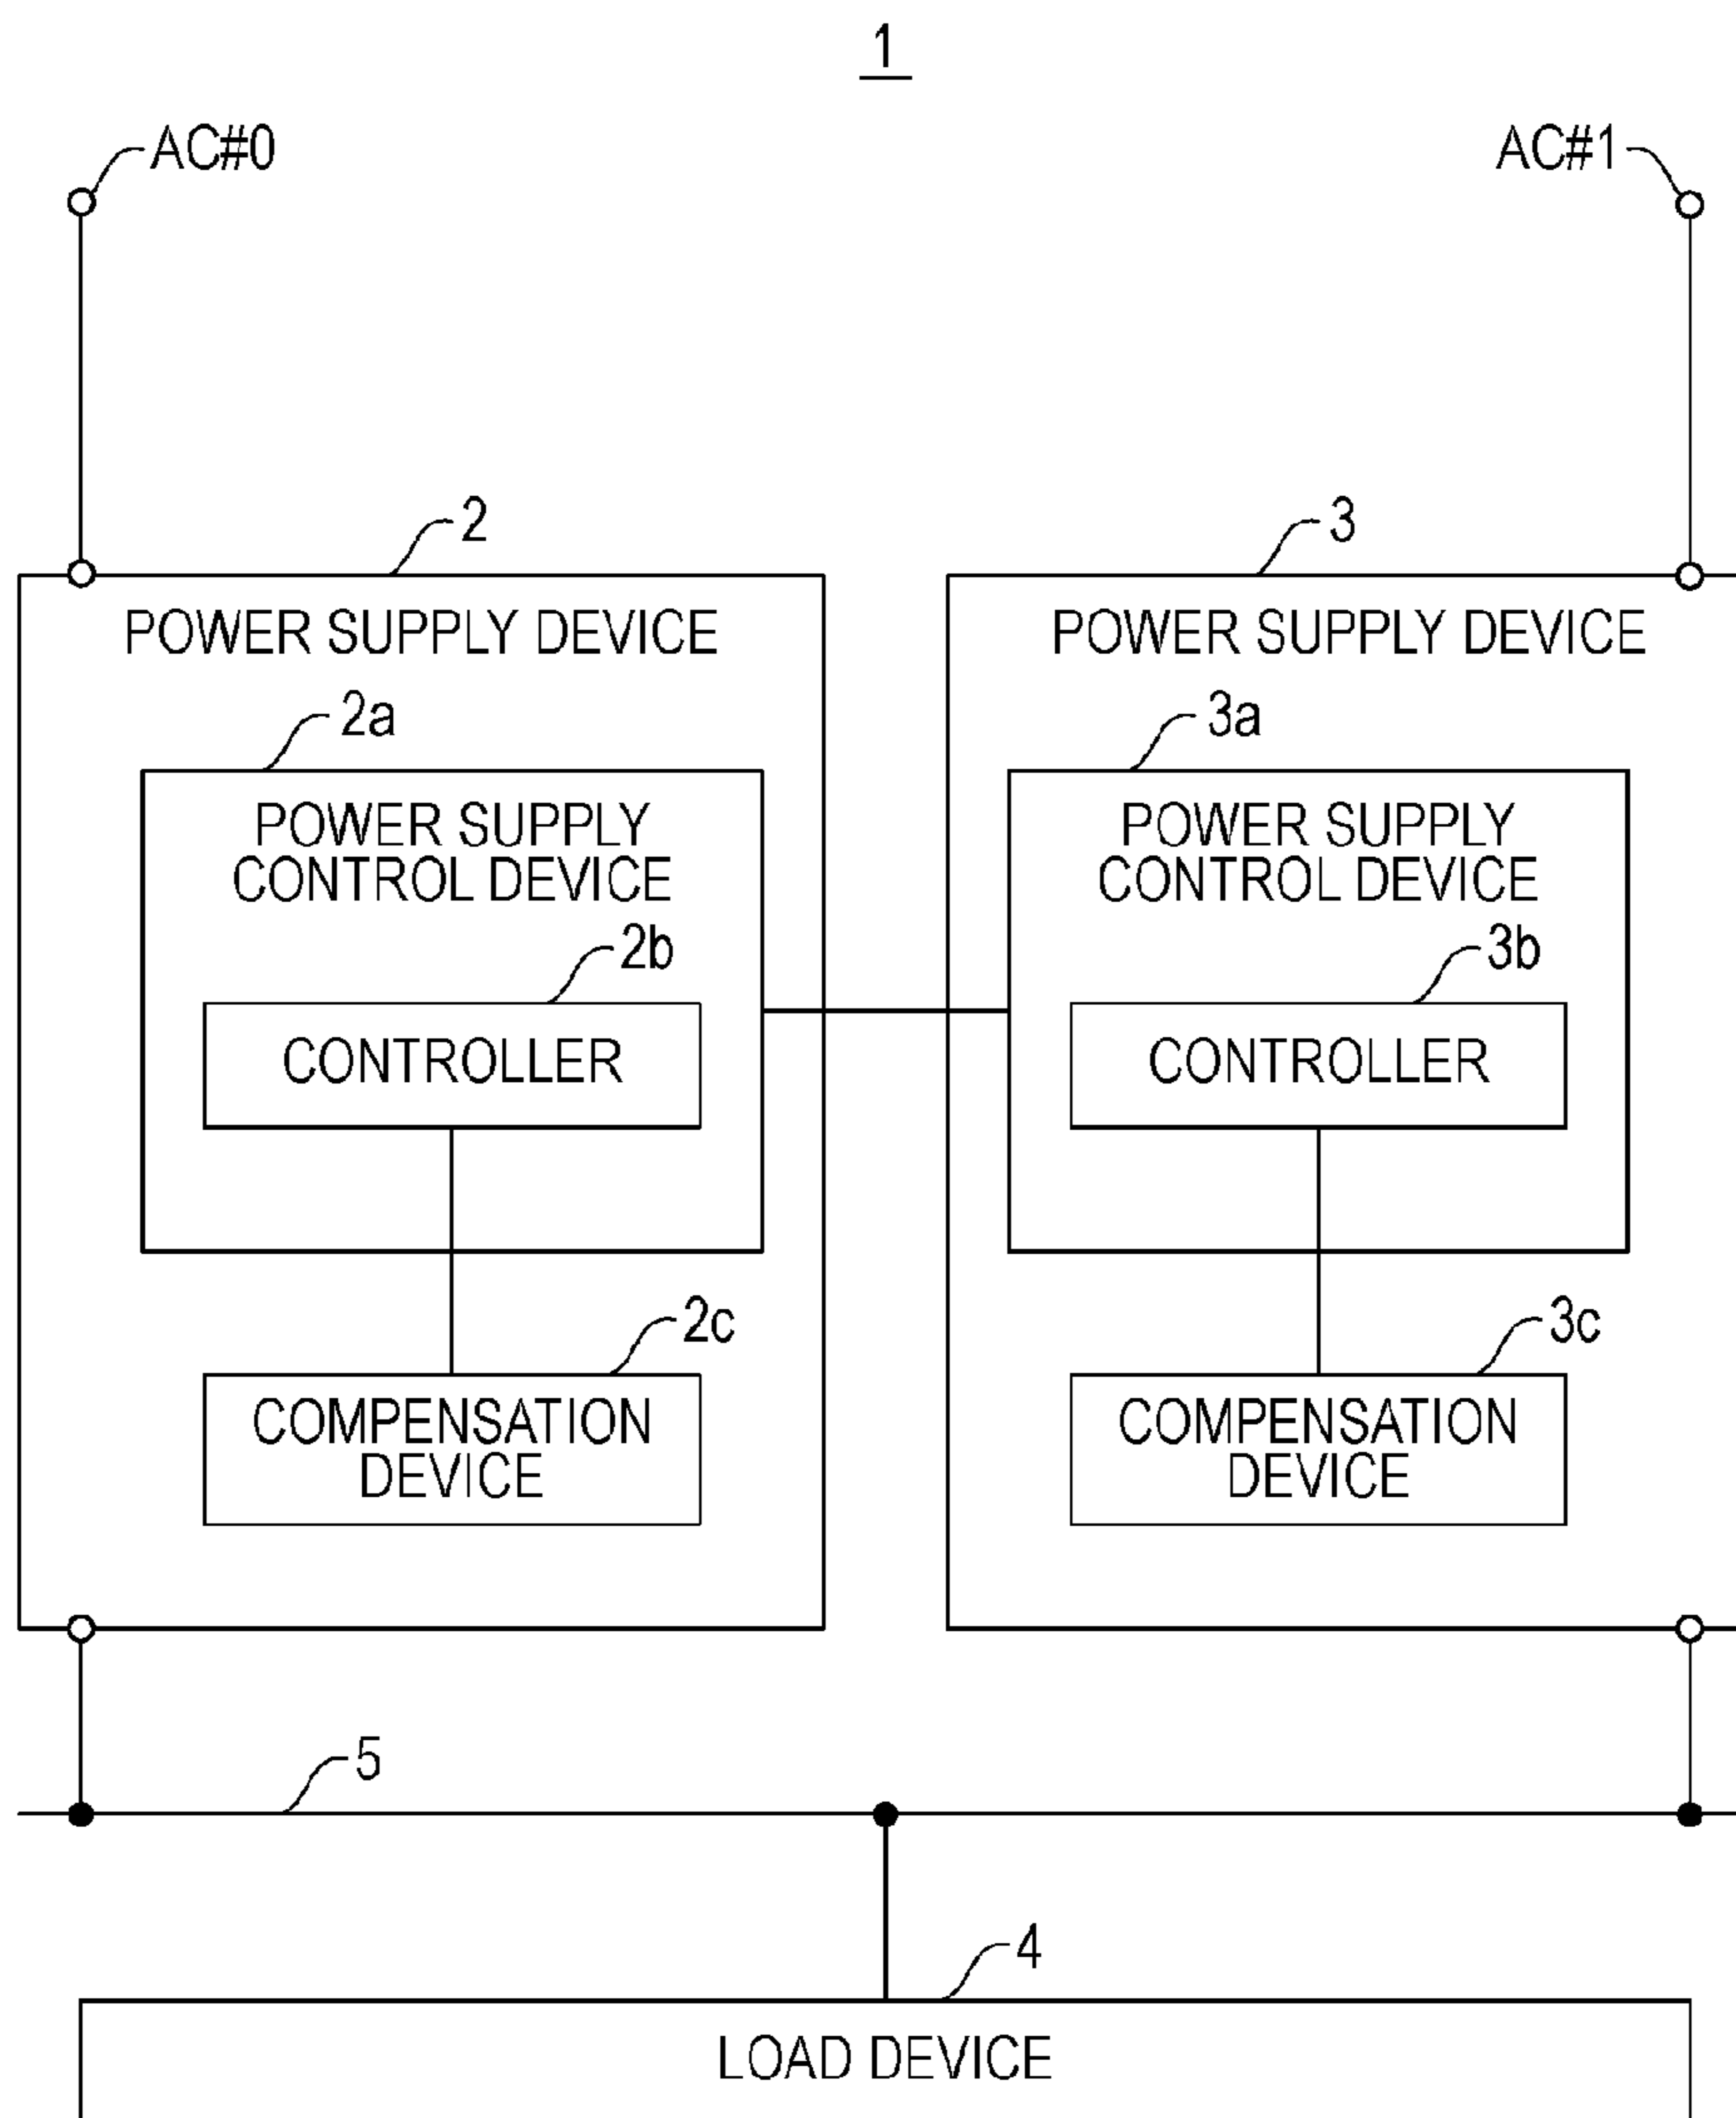 1
AC#0
AC#1
2
3
POWER SUPPLY DEVICE
POWER SUPPLY DEVICE
2a
3a
POWER SUPPLY
CONTROL DEVICE
POWER SUPPLY
CONTROL DEVICE
2b
3b
CONTROLLER
CONTROLLER
2c
3c
COMPENSATION
DEVICE
COMPENSATION
DEVICE
5
4
LOAD DEVICE